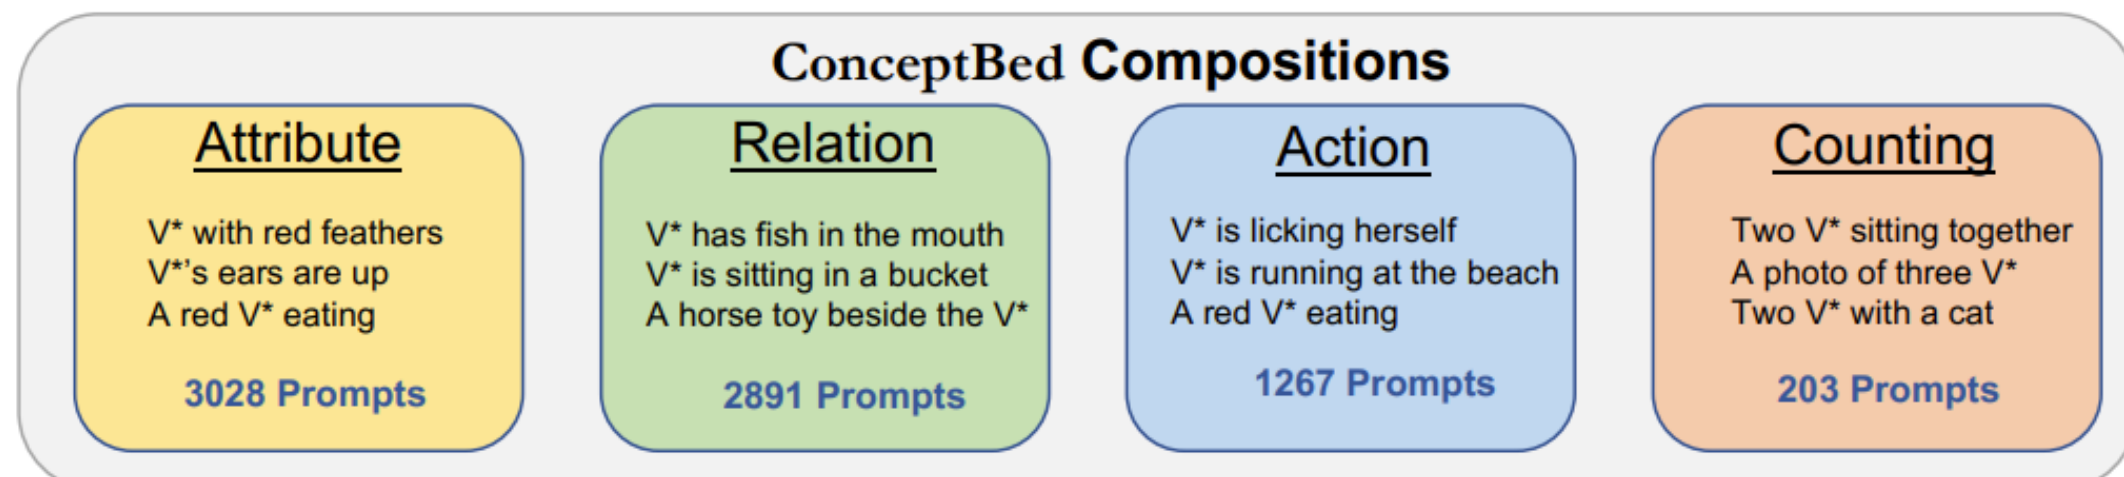 ConceptBed Compositions
Attribute
V* with red feathers
V*’s ears are up
A red V* eating
3028 Prompts
Relation
V* has fish in the mouth
V* is sitting in a bucket
A horse toy beside the V*
2891 Prompts
Action
V* is licking herself
V* is running at the beach
A red V* eating
1267 Prompts
Counting
Two V* sitting together
A photo of three V*
Two V* with a cat
203 Prompts